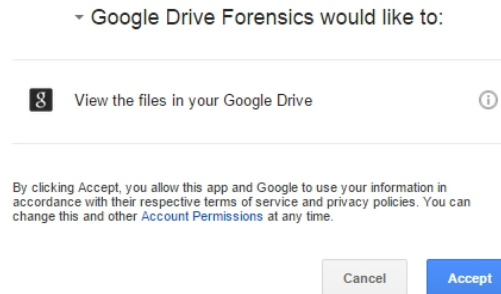 Google Drive Forensics would like to:
View the files in your Google Drive
By clicking Accept, you allow this app and Google to use your information in
accordance with their respective terms of service and privacy policies. You can
change this and other Account Permissions at any time.
Cancel
Accept